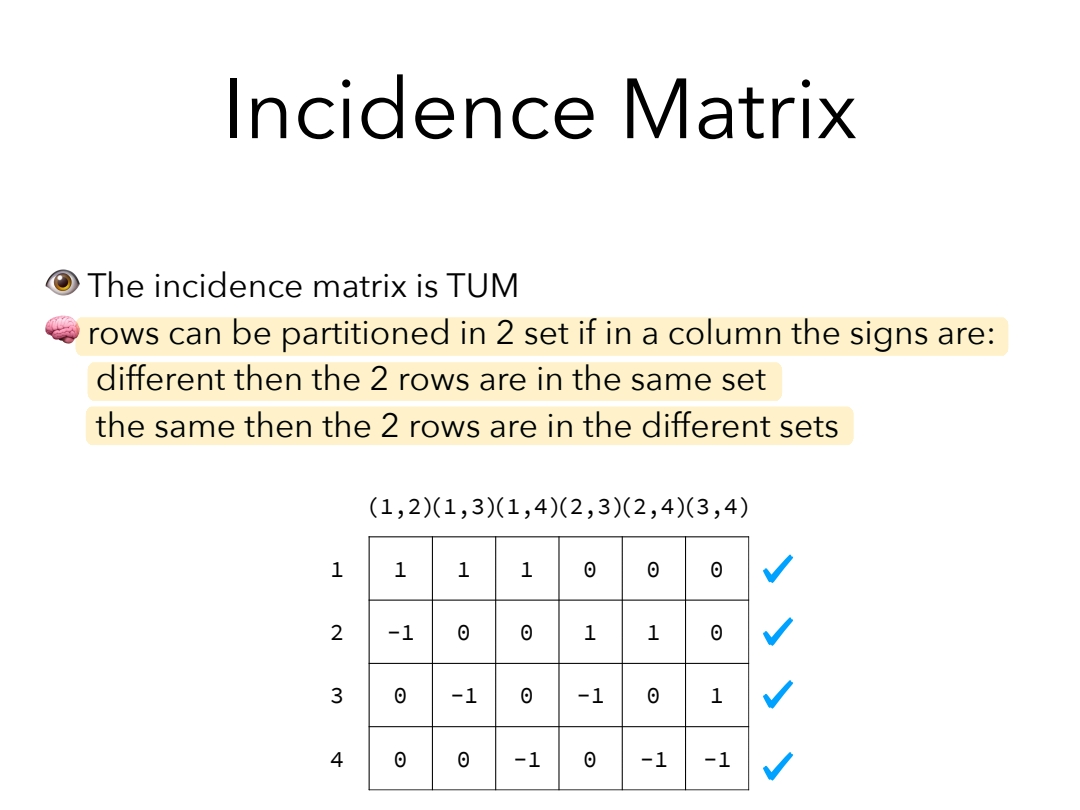 Incidence Matrix
👁️ The incidence matrix is TUM
🧠 rows can be partitioned in 2 set if in a column the signs are:
different then the 2 rows are in the same set
the same then the 2 rows are in the different sets
(1,2)(1,3)(1,4)(2,3)(2,4)(3,4)
1 1 1 1 0 0 0 ✔
2 -1 0 0 1 1 0 ✔
3 0 -1 0 -1 0 1 ✔
4 0 0 -1 0 -1 -1 ✔